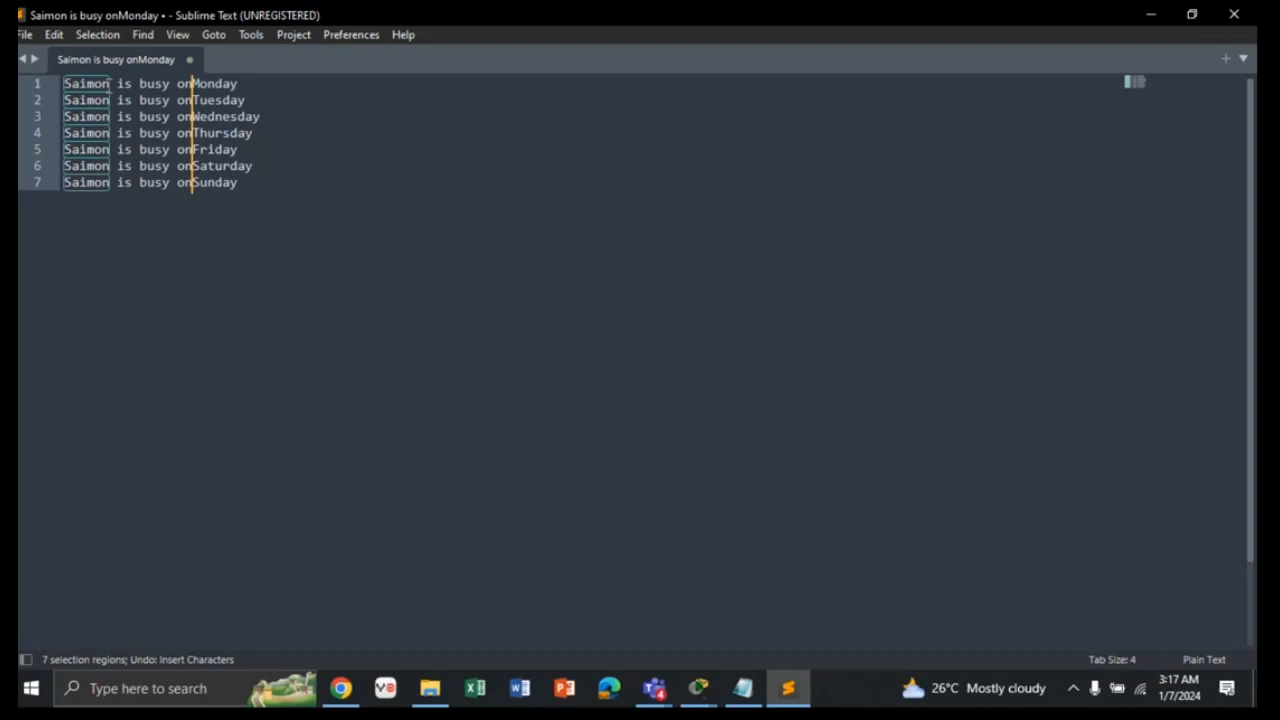 Saimon is busy onMonday • - Sublime Text (UNREGISTERED)
File Edit Selection Find View Goto Tools Project Preferences Help
Saimon is busy onMonday
1 Saimon is busy onMonday
2 Saimon is busy onTuesday
3 Saimon is busy onWednesday
4 Saimon is busy onThursday
5 Saimon is busy onFriday
6 Saimon is busy onSaturday
7 Saimon is busy onSunday
7 selection regions; Undo: Insert Characters Tab Size: 4 Plain Text
Type here to search 26°C Mostly cloudy 3:17 AM
1/7/2024